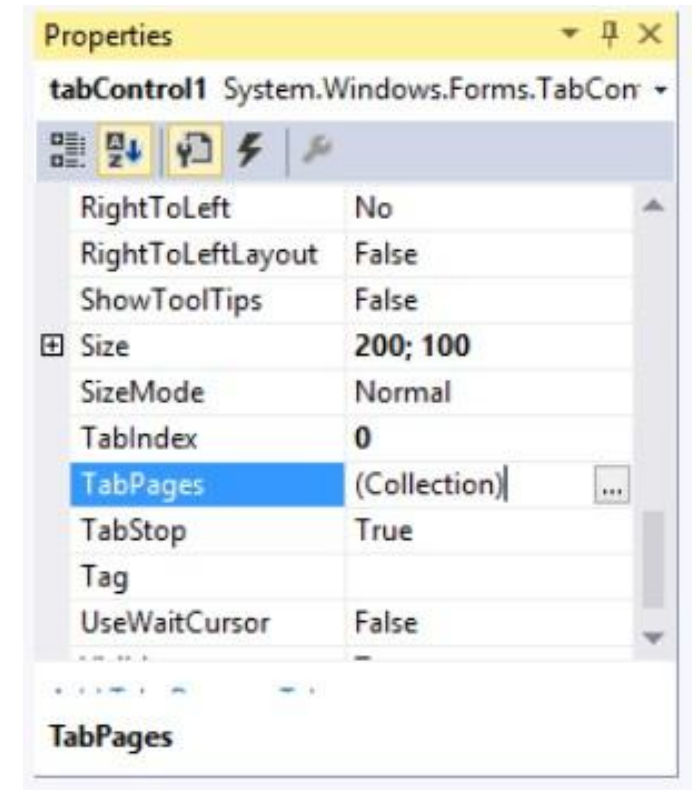 Properties
tabControl1 System.Windows.Forms.TabCon
RightToLeft No
RightToLeftLayout False
ShowToolTips False
Size 200; 100
SizeMode Normal
TabIndex 0
TabPages (Collection) ...
TabStop True
Tag
UseWaitCursor False
TabPages